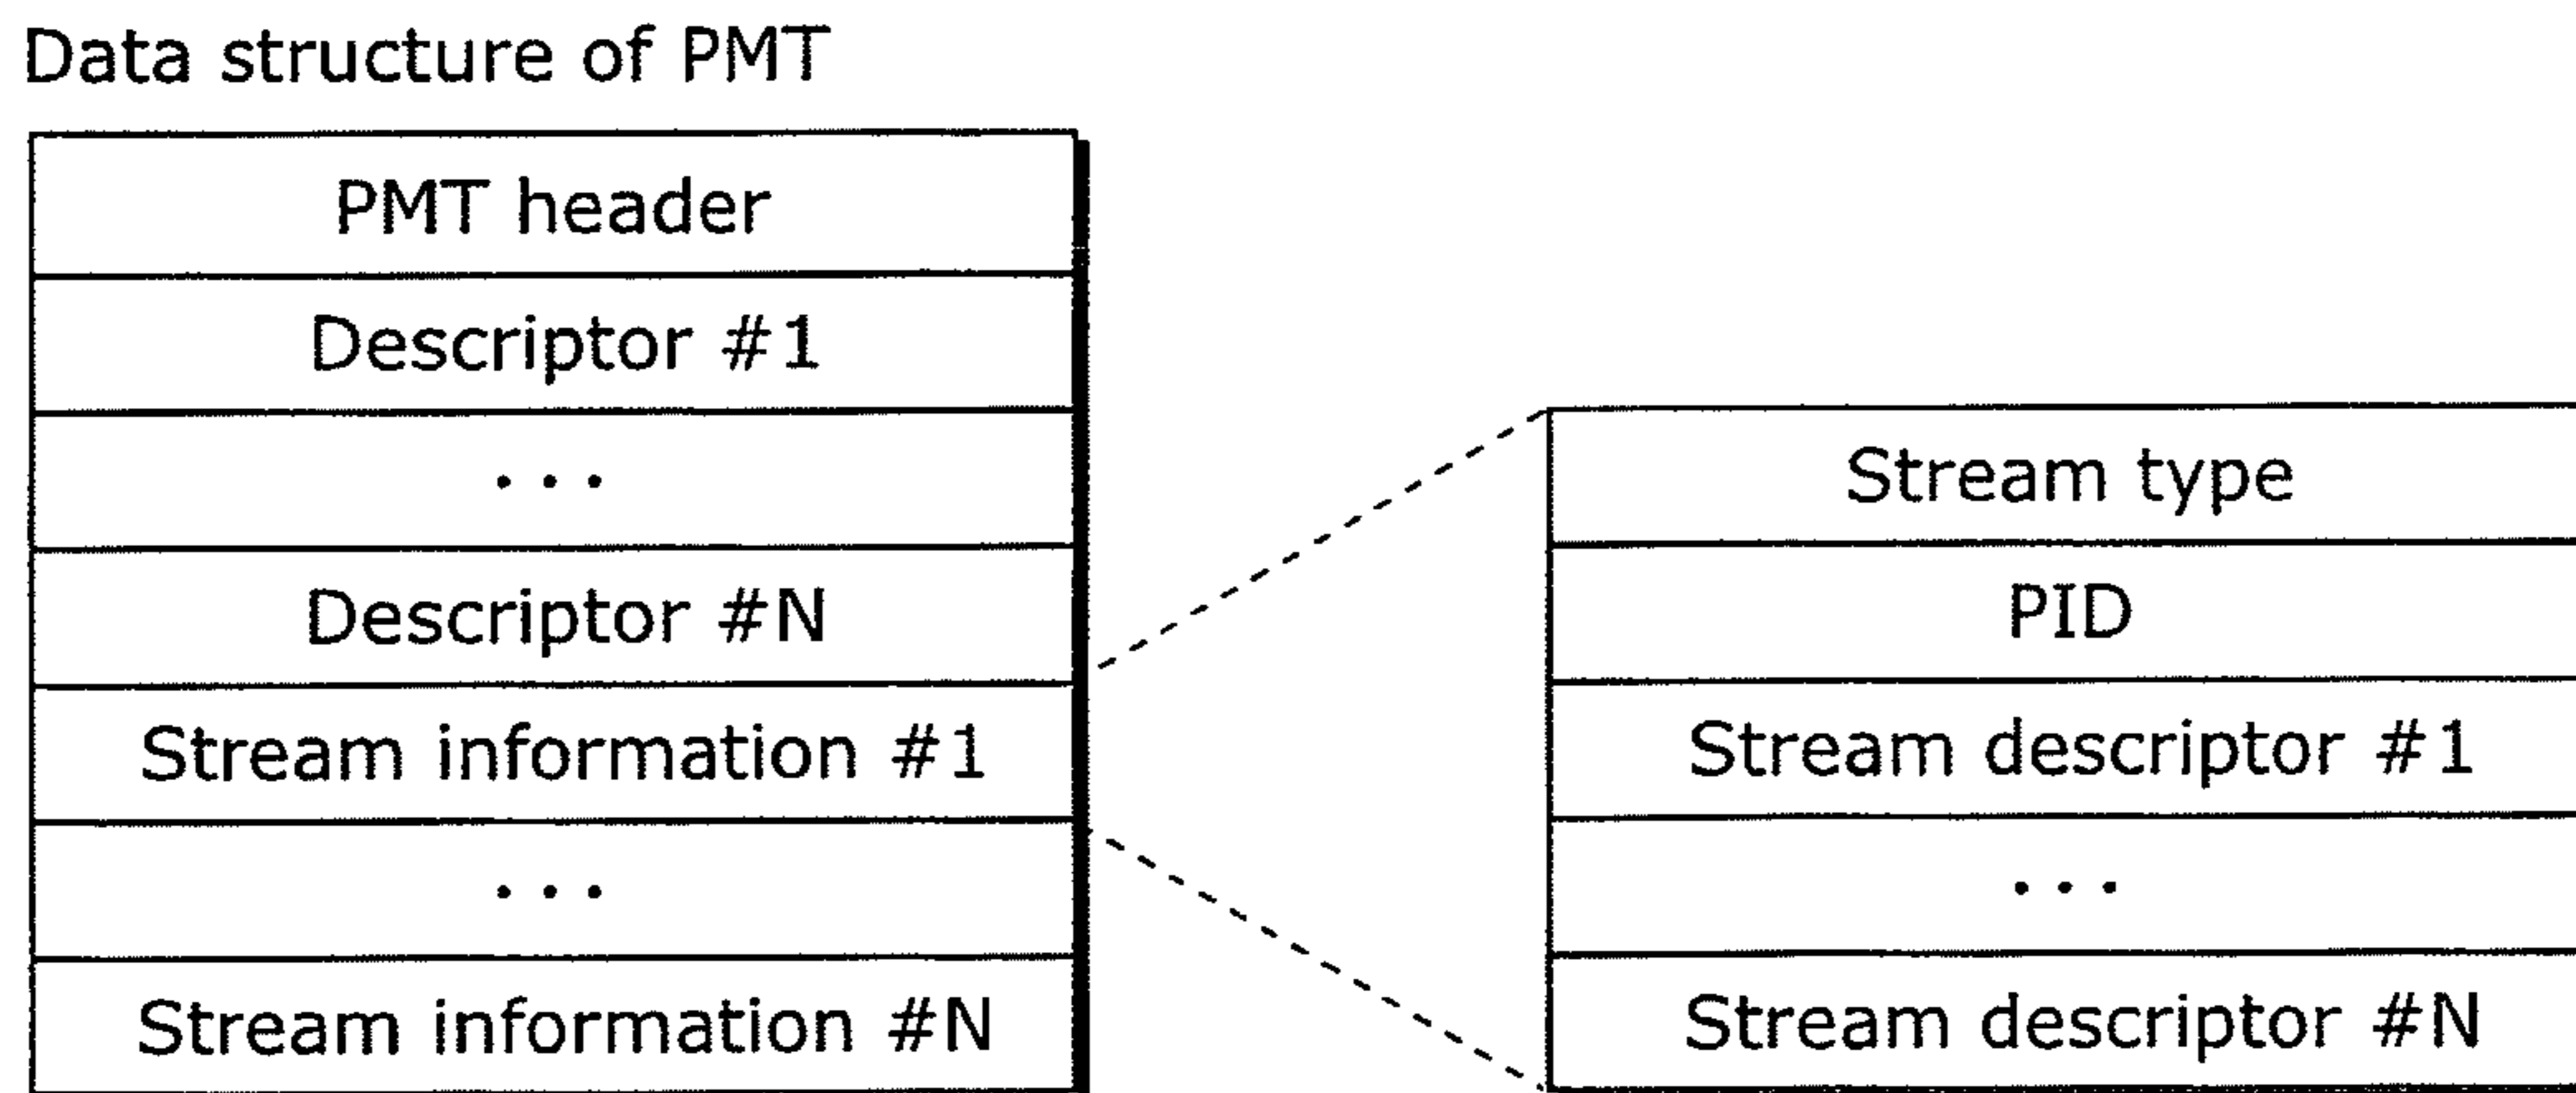 Data structure of PMT
PMT header
Descriptor #1
...
Descriptor #N
Stream information #1
...
Stream information #N
Stream type
PID
Stream descriptor #1
...
Stream descriptor #N